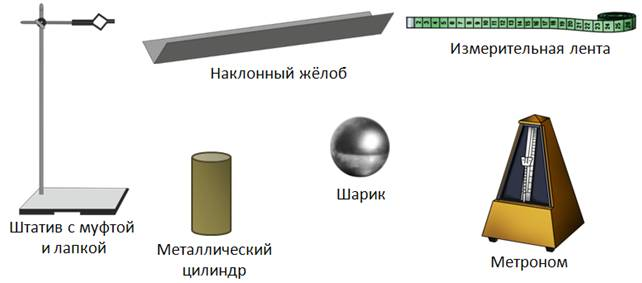 Наклонный жёлоб
Измерительная лента
Шарик
Штатив с муфтой
и лапкой
Металлический
цилиндр
Метроном